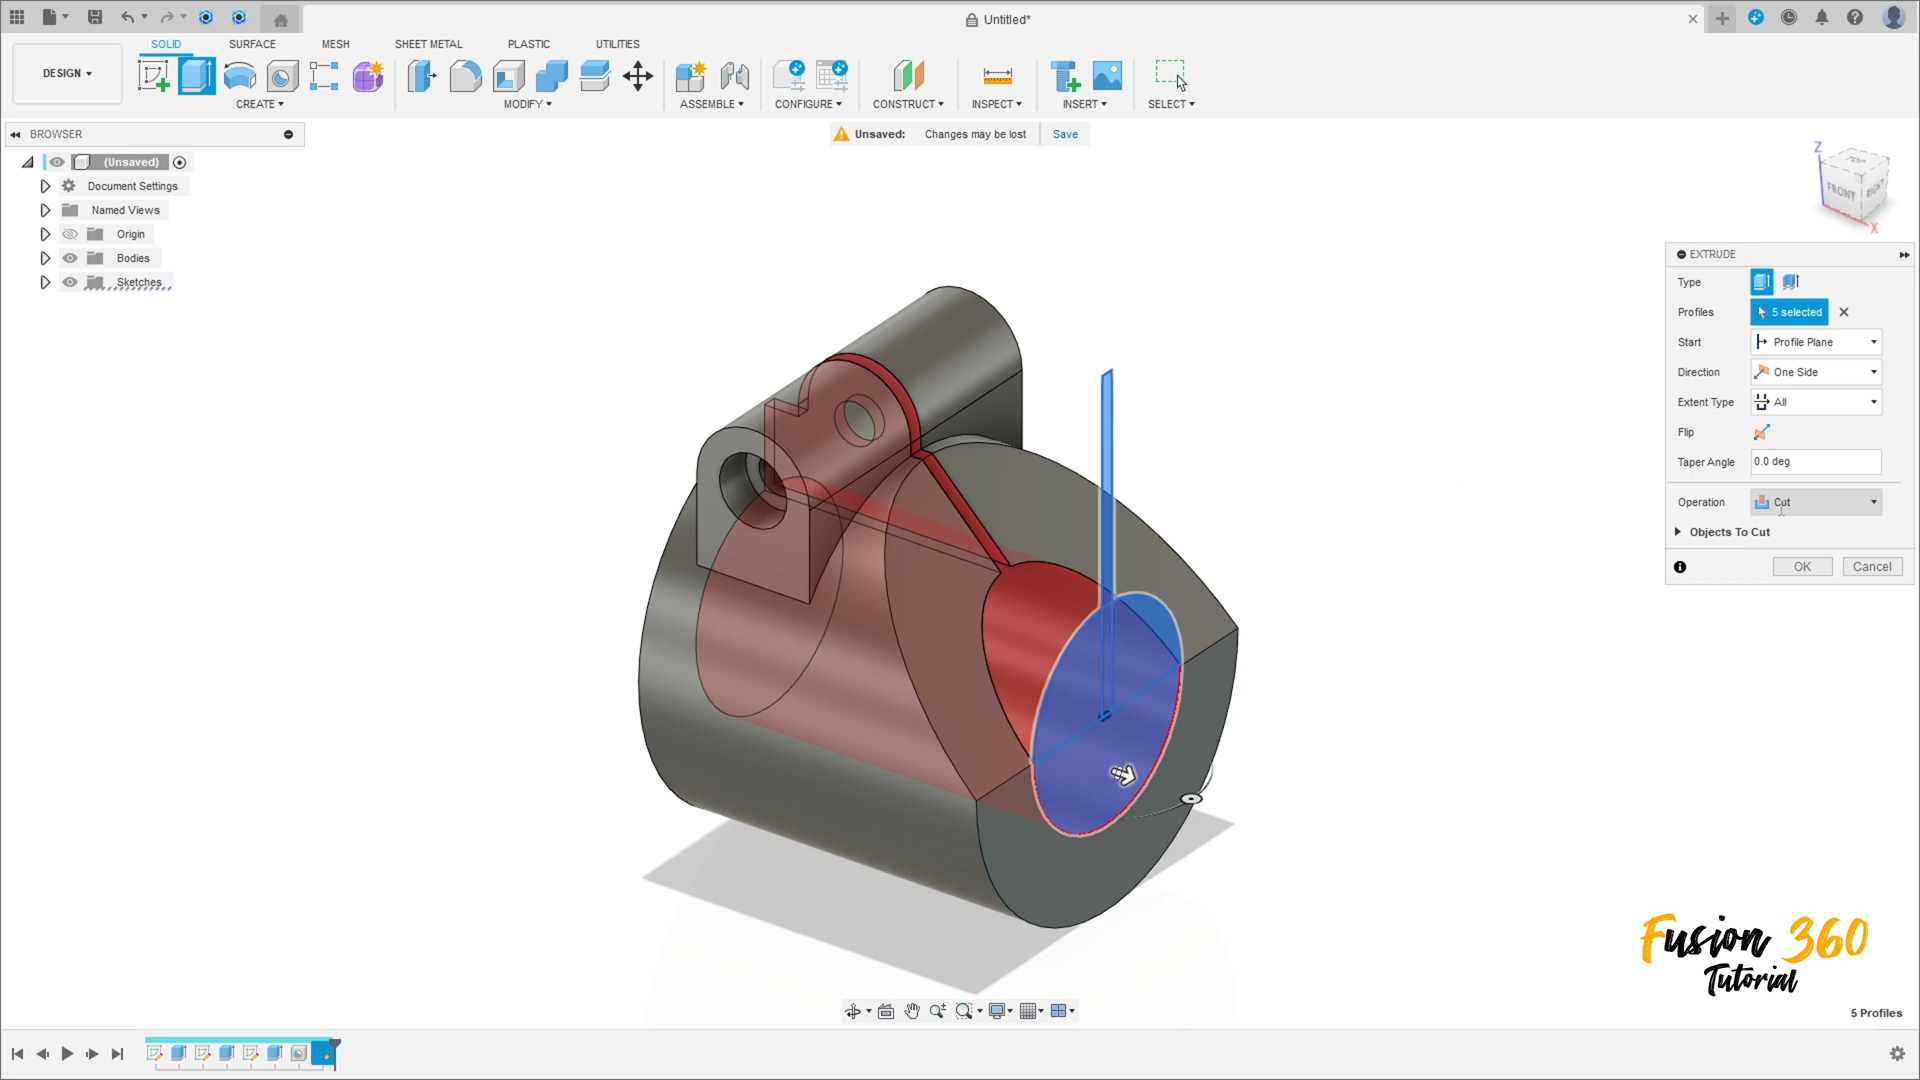 Untitled*
SOLID
SURFACE
MESH
SHEET METAL
PLASTIC
UTILITIES
DESIGN
CREATE
MODIFY
ASSEMBLE
CONFIGURE
CONSTRUCT
INSPECT
INSERT
SELECT
BROWSER
Unsaved: Changes may be lost Save
(Unsaved)
Document Settings
Named Views
Origin
Bodies
Sketches
Z
TOP
FRONT
RIGHT
X
EXTRUDE
Type
Profiles 5 selected
Start Profile Plane
Direction One Side
Extent Type All
Flip
Taper Angle 0.0 deg
Operation Cut
Objects To Cut
OK Cancel
Fusion 360
Tutorial
5 Profiles